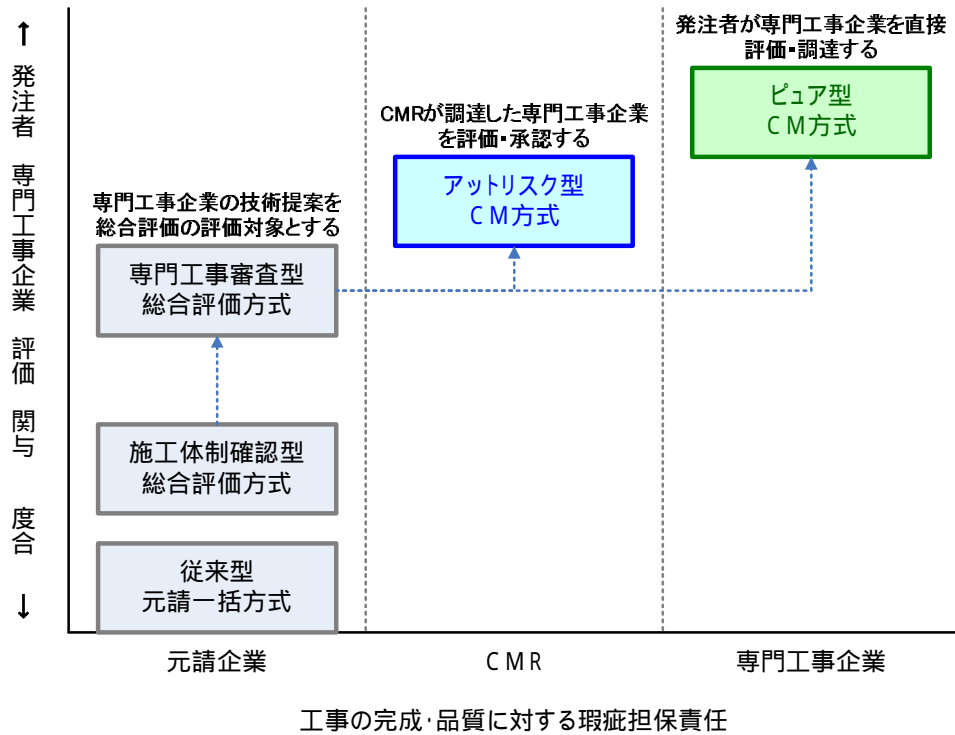 ↑ 発注者 専門工事企業 評価 関与 度合 ↓
発注者が専門工事企業を直接
評価・調達する
ピュア型
CM方式
CMRが調達した専門工事企業
を評価・承認する
アットリスク型
CM方式
専門工事企業の技術提案を
総合評価の評価対象とする
専門工事審査型
総合評価方式
施工体制確認型
総合評価方式
従来型
元請一括方式
元請企業
CMR
専門工事企業
工事の完成・品質に対する瑕疵担保責任